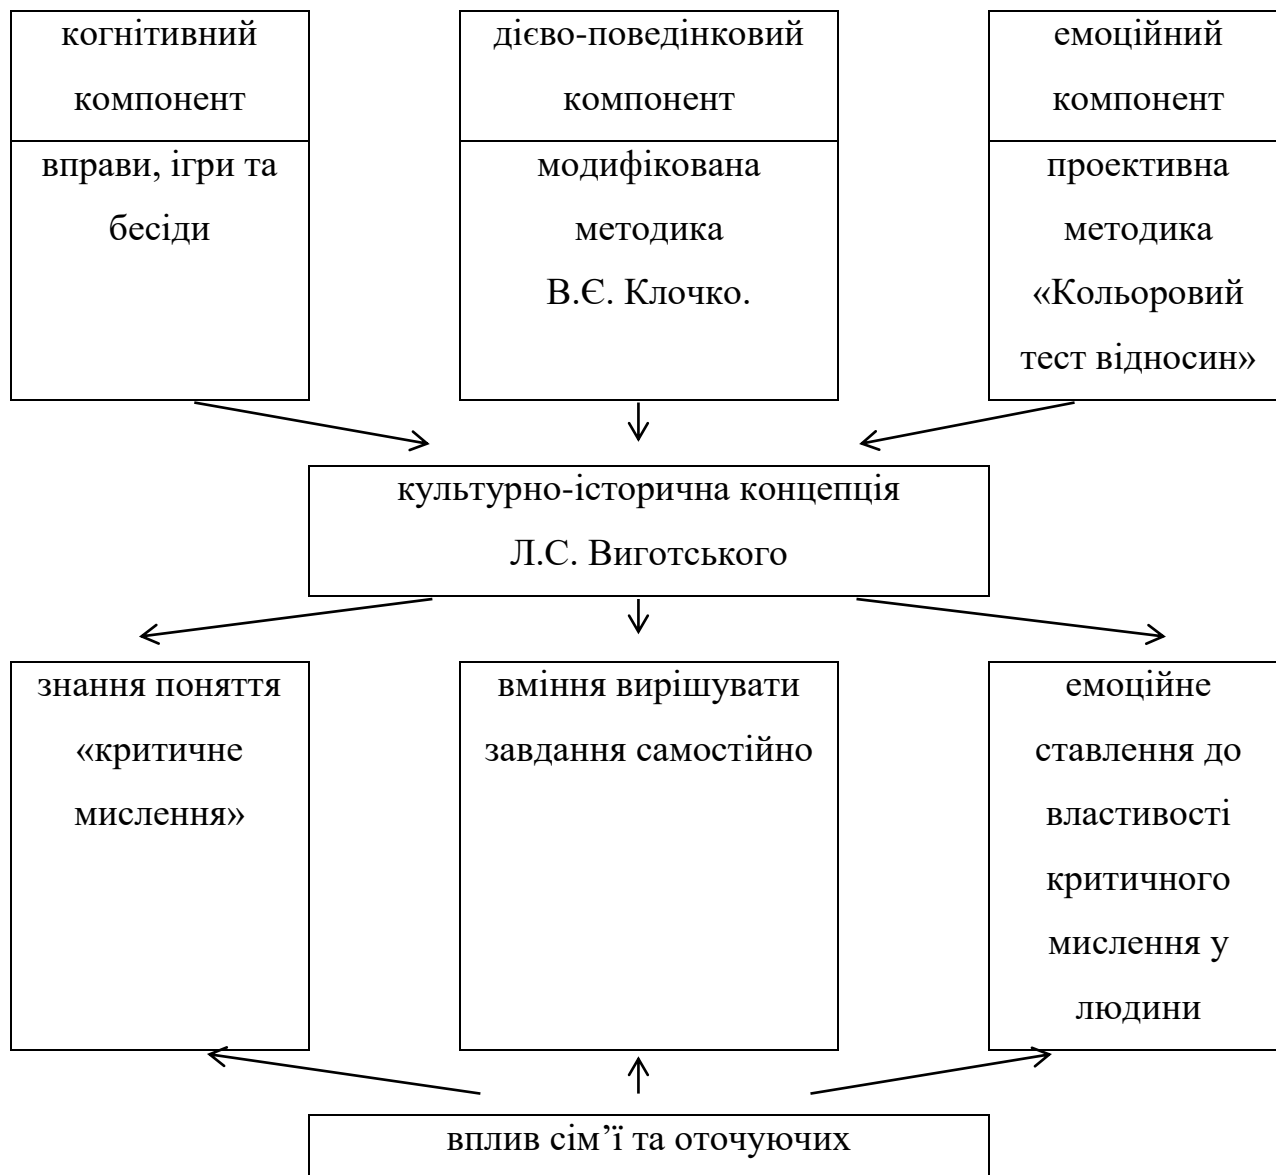 когнітивний
компонент
вправи, ігри та
бесіди
дієво-поведінковий
компонент
модифікована
методика
В.Є. Клочко.
емоційний
компонент
проективна
методика
«Кольоровий
тест відносин»
культурно-історична концепція
Л.С. Виготського
знання поняття
«критичне
мислення»
вміння вирішувати
завдання самостійно
емоційне
ставлення до
властивості
критичного
мислення у
людини
вплив сім’ї та оточуючих